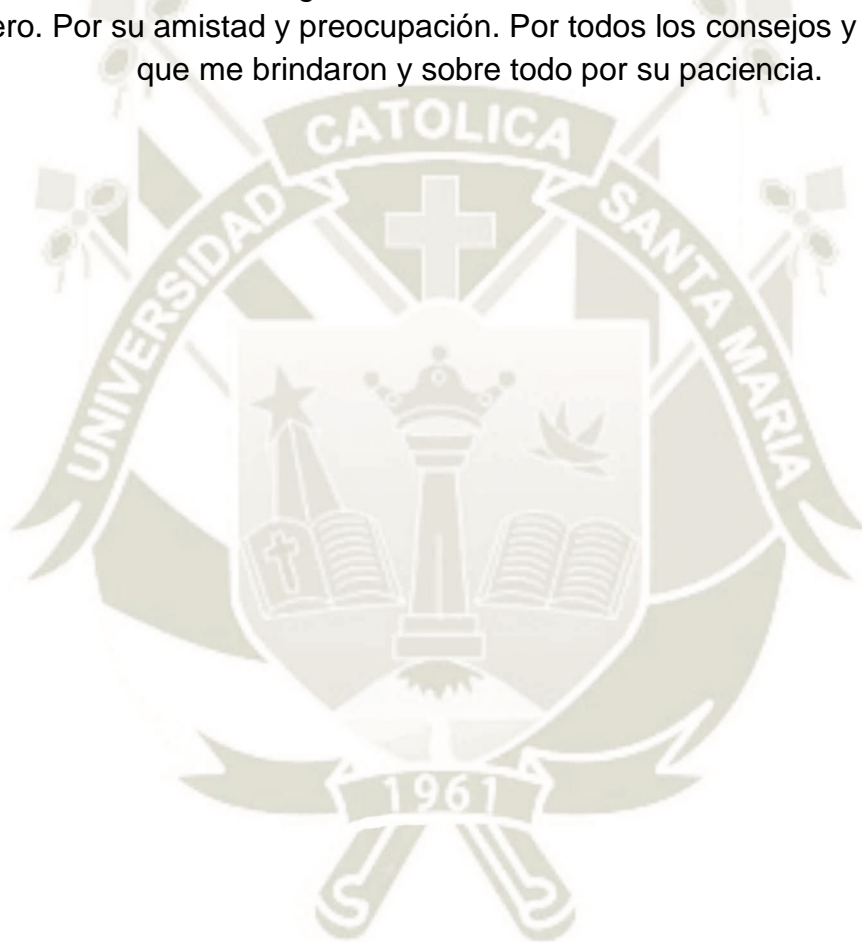 ero. Por su amistad y preocupación. Por todos los consejos y
que me brindaron y sobre todo por su paciencia.
UNIVERSIDAD CATOLICA SANTA MARIA
1961